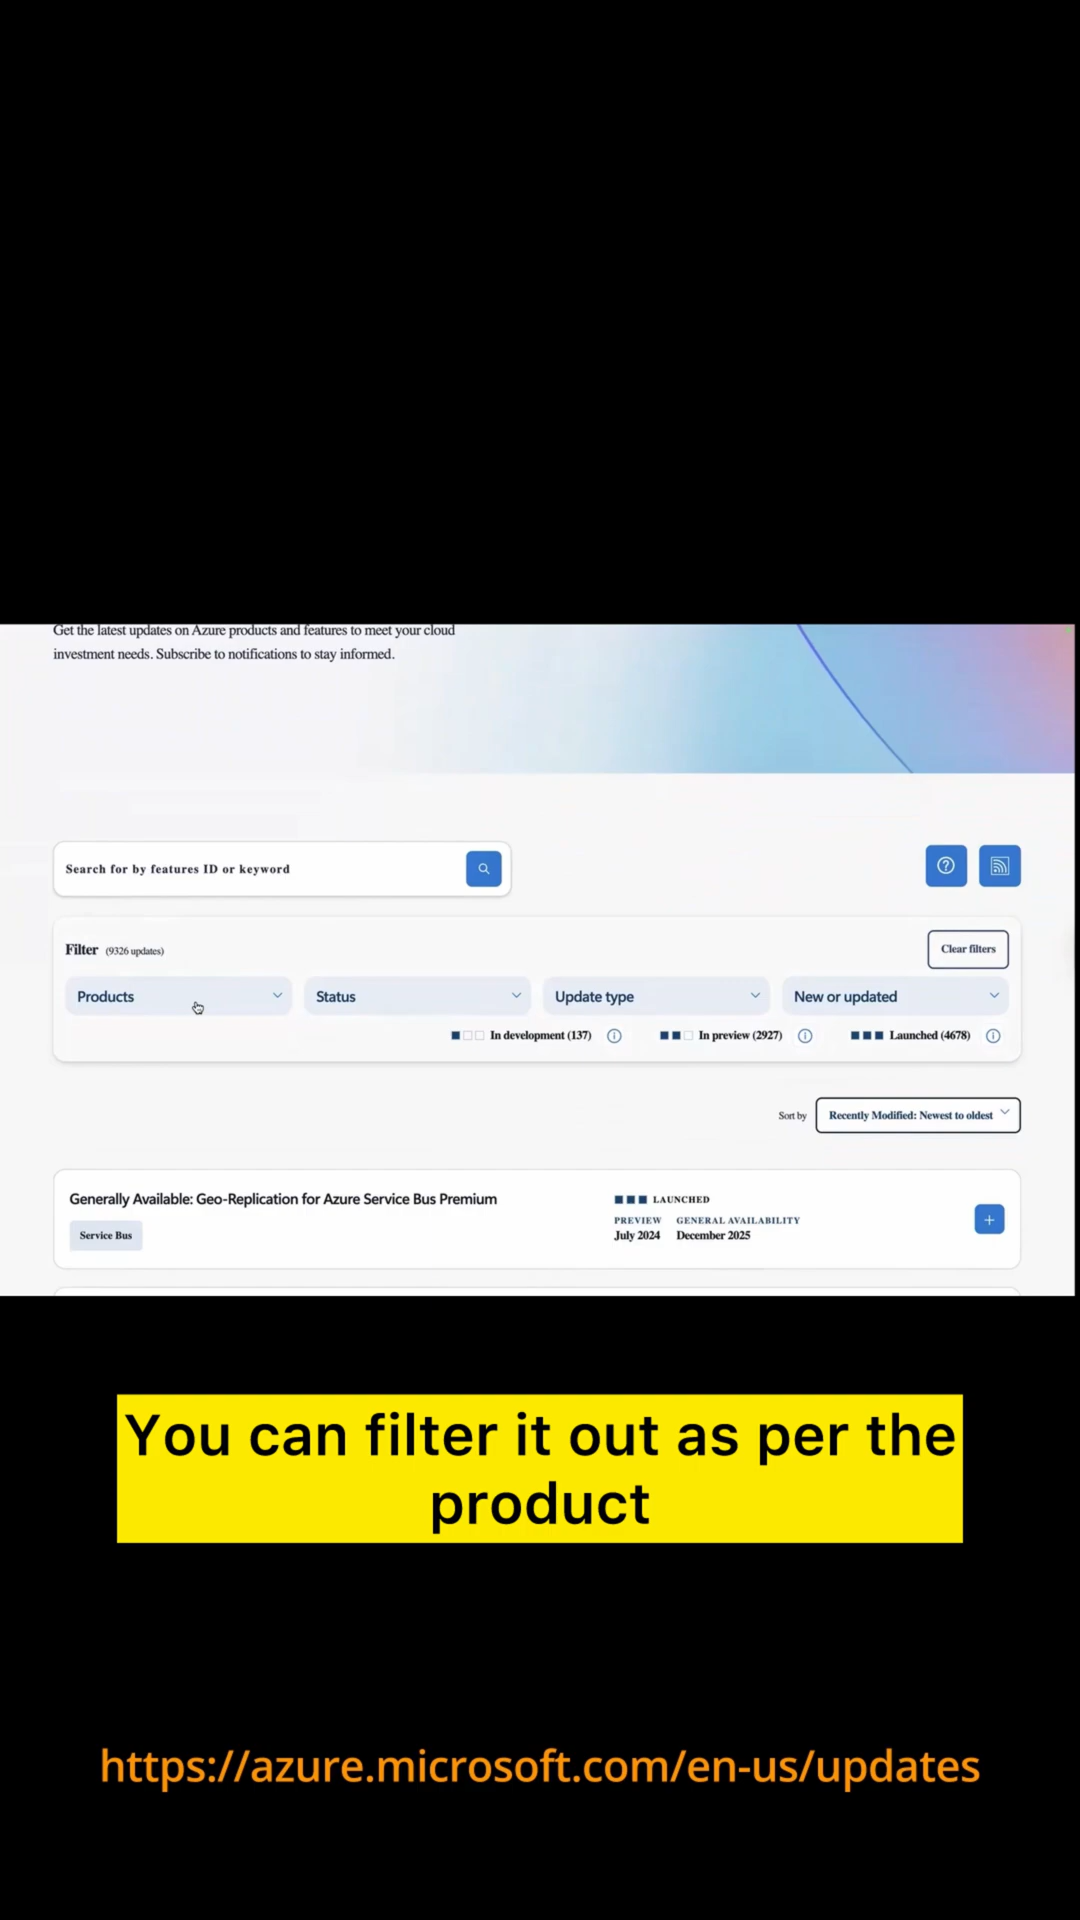 Get the latest updates on Azure products and features to meet your cloud
investment needs. Subscribe to notifications to stay informed.
Search for by features ID or keyword
Filter (9326 updates)
Clear filters
Products
Status
Update type
New or updated
In development (137)
In preview (2927)
Launched (4678)
Sort by
Recently Modified: Newest to oldest
Generally Available: Geo-Replication for Azure Service Bus Premium
LAUNCHED
Service Bus
PREVIEW GENERAL AVAILABILITY
July 2024 December 2025
You can filter it out as per the
product
https://azure.microsoft.com/en-us/updates